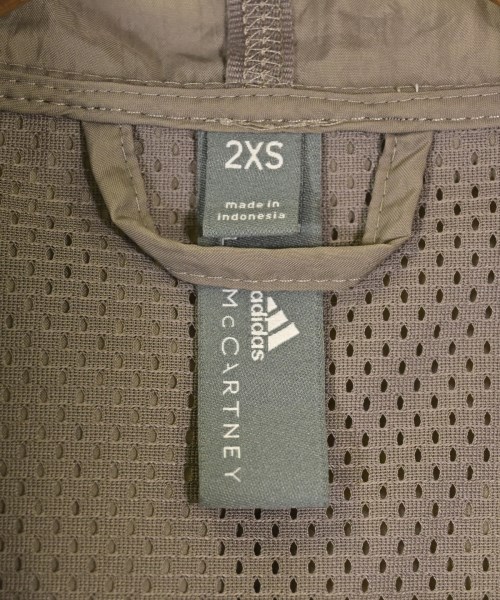 2XS
made in
indonesia
adidas
McCARTNEY